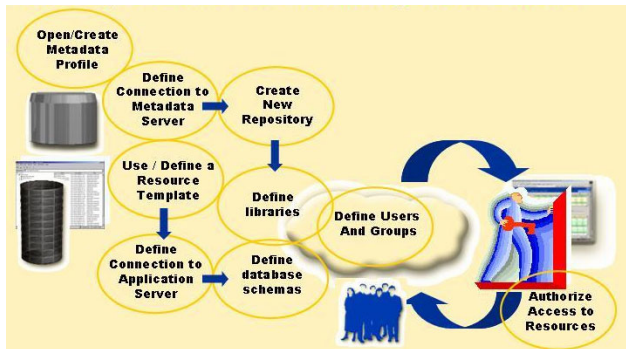 Open/Create
Metadata
Profile
Define
Connection to
Metadata
Server
Create
New
Repository
Use / Define a
Resource
Template
Define
libraries
Define Users
And Groups
Define
Connection to
Application
Server
Define
database
schemas
Authorize
Access to
Resources